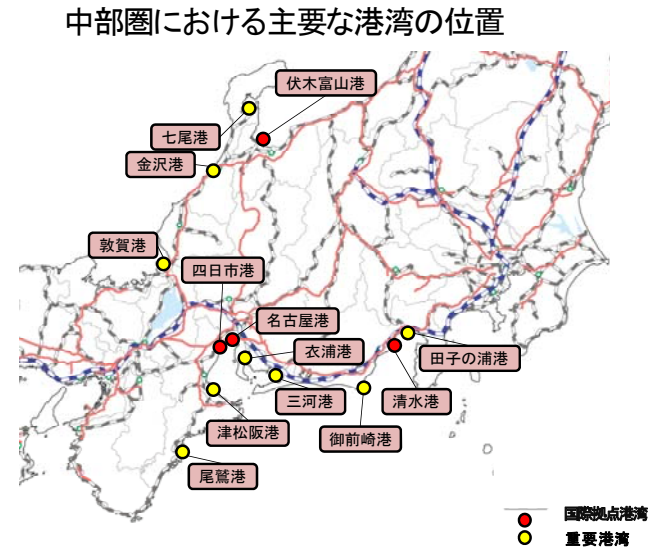 中部圏における主要な港湾の位置
伏木富山港
七尾港
金沢港
敦賀港
四日市港
名古屋港
衣浦港
田子の浦港
三河港
清水港
津松阪港
御前崎港
尾鷲港
国際拠点港湾
重要港湾